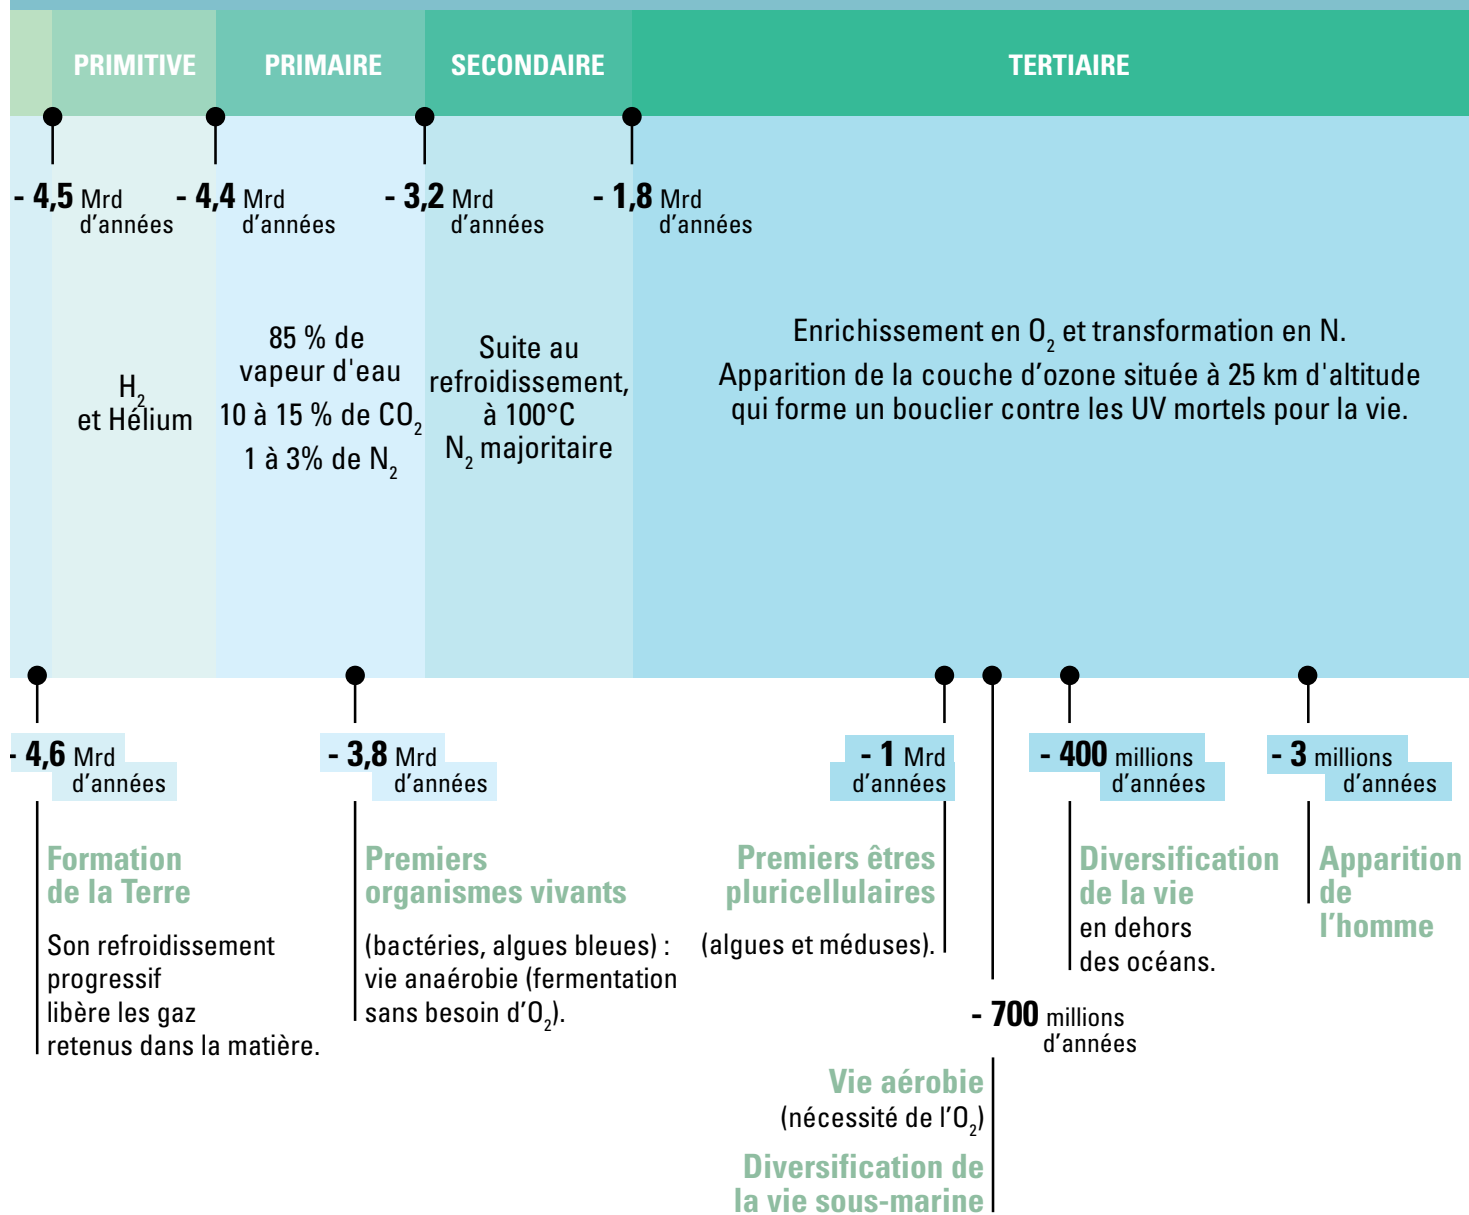 PRIMITIVE
PRIMAIRE
SECONDAIRE
TERTIAIRE
- 4,5 Mrd
d’années
- 4,4 Mrd
d’années
- 3,2 Mrd
d’années
- 1,8 Mrd
d’années
H₂
et Hélium
85 % de
vapeur d'eau
10 à 15 % de CO₂
1 à 3% de N₂
Suite au
refroidissement,
à 100°C
N₂ majoritaire
Enrichissement en O₂ et transformation en N.
Apparition de la couche d’ozone située à 25 km d'altitude
qui forme un bouclier contre les UV mortels pour la vie.
- 4,6 Mrd
d’années
Formation
de la Terre
Son refroidissement
progressif
libère les gaz
retenus dans la matière.
- 3,8 Mrd
d’années
Premiers
organismes vivants
(bactéries, algues bleues) :
vie anaérobie (fermentation
sans besoin d’O₂).
- 1 Mrd
d’années
Premiers êtres
pluricellulaires
(algues et méduses).
- 700 millions
d’années
Vie aérobie
(nécessité de l’O₂)
Diversification de
la vie sous-marine
- 400 millions
d’années
Diversification
de la vie
en dehors
des océans.
- 3 millions
d’années
Apparition
de
l’homme